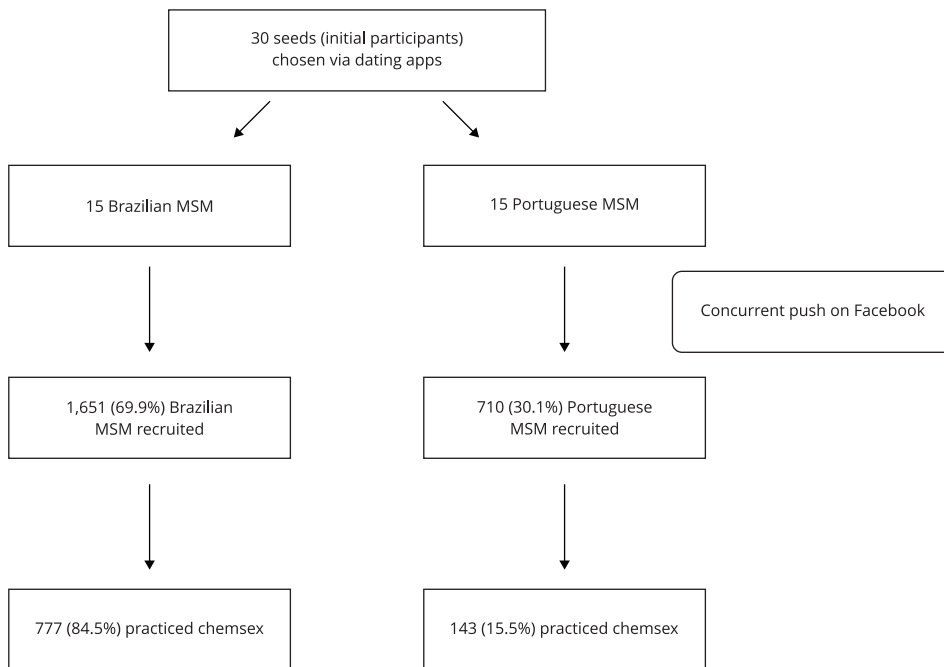 30 seeds (initial participants)
chosen via dating apps
15 Brazilian MSM
15 Portuguese MSM
Concurrent push on Facebook
1,651 (69.9%) Brazilian
MSM recruited
710 (30.1%) Portuguese
MSM recruited
777 (84.5%) practiced chemsex
143 (15.5%) practiced chemsex